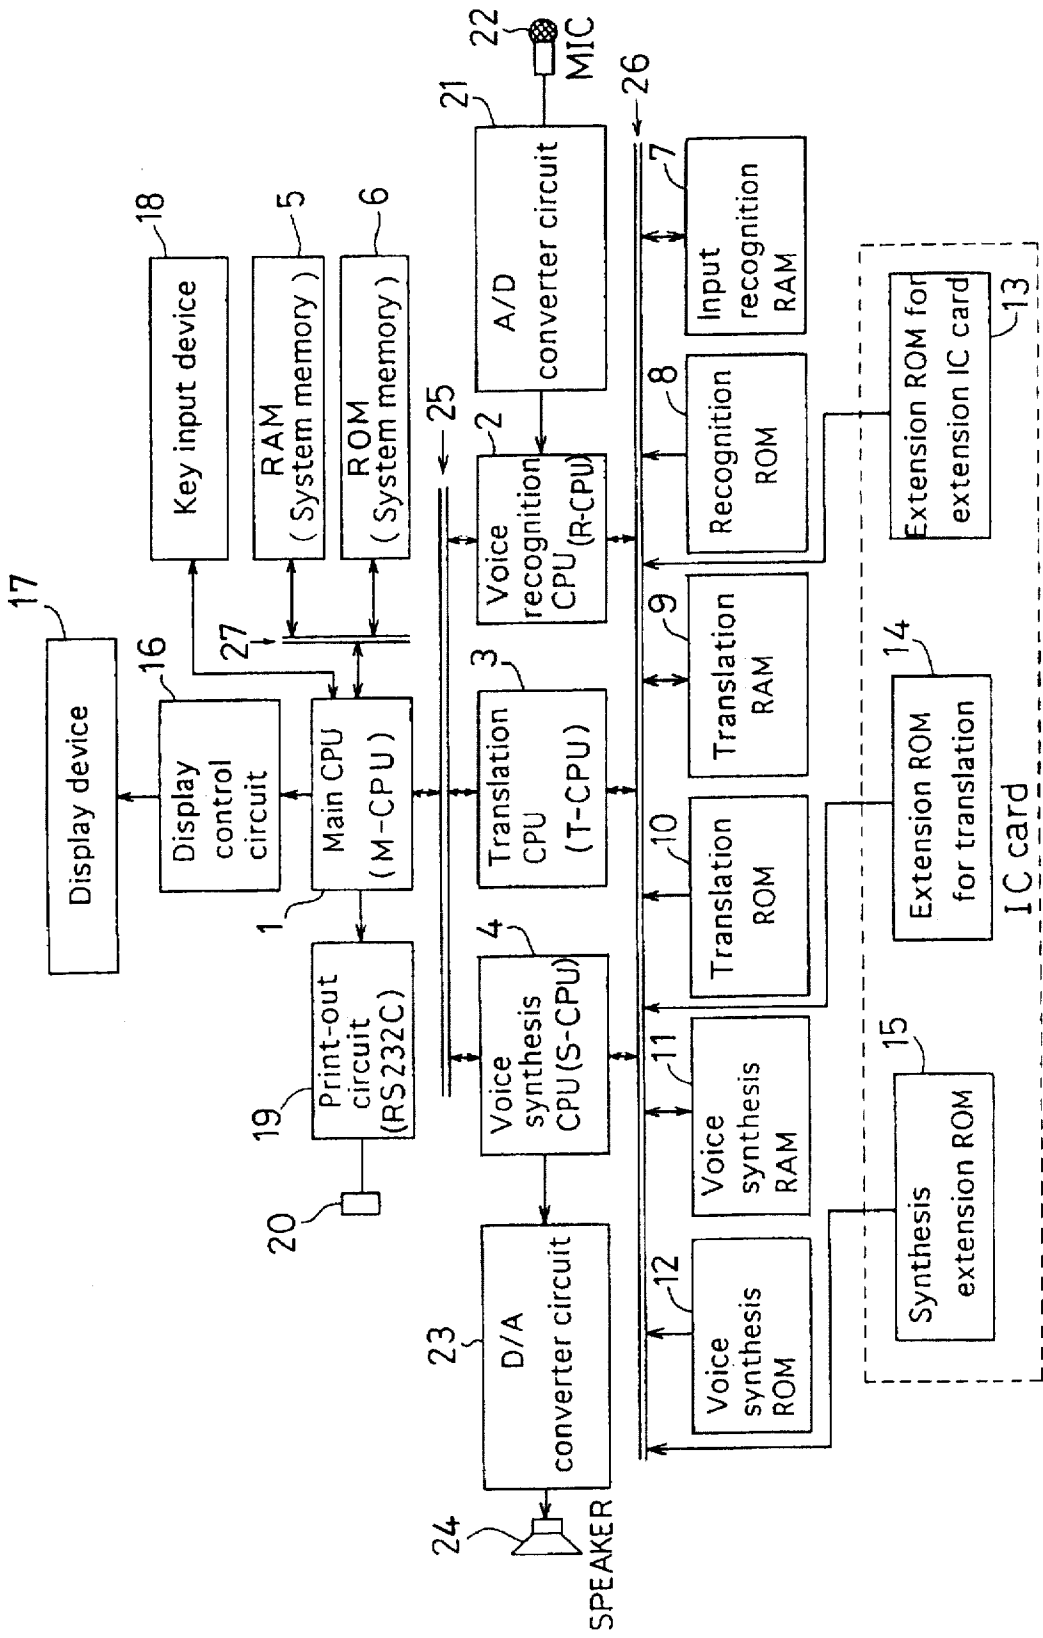 17
Display device
16
Display
control
circuit
18
Key input device
5
RAM
( System memory )
6
ROM
( System memory )
27
1
Main CPU
(M-CPU)
19
Print-out
circuit
(RS232C)
20
25
24
SPEAKER
23
D/A
converter circuit
4
Voice
synthesis
CPU(S-CPU)
3
Translation
CPU
(T-CPU)
2
Voice
recognition
CPU(R-CPU)
21
A/D
converter circuit
22
MIC
26
12
Voice
synthesis
ROM
11
Voice
synthesis
RAM
10
Translation
ROM
9
Translation
RAM
8
Recognition
ROM
7
Input
recognition
RAM
15
Synthesis
extension ROM
14
Extension ROM
for translation
13
Extension ROM for
extension IC card
IC card